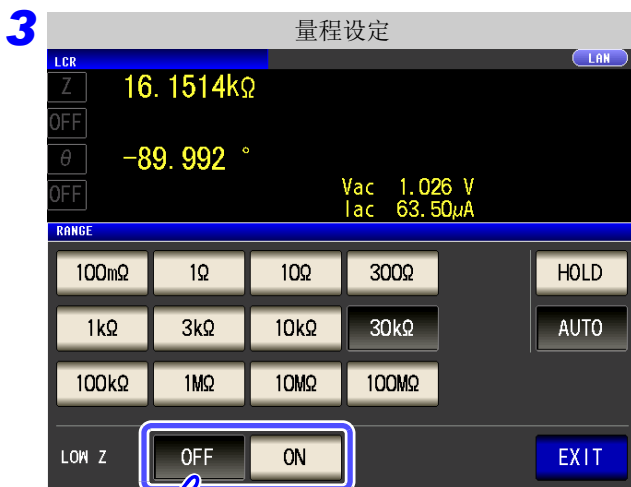 3
量程设定
LCR
LAN
Z 16.1514kΩ
OFF
θ -89.992 °
OFF
Vac 1.026 V
Iac 63.50μA
RANGE
100mΩ 1Ω 10Ω 300Ω HOLD
1kΩ 3kΩ 10kΩ 30kΩ AUTO
100kΩ 1MΩ 10MΩ 100MΩ
LOW Z OFF ON EXIT